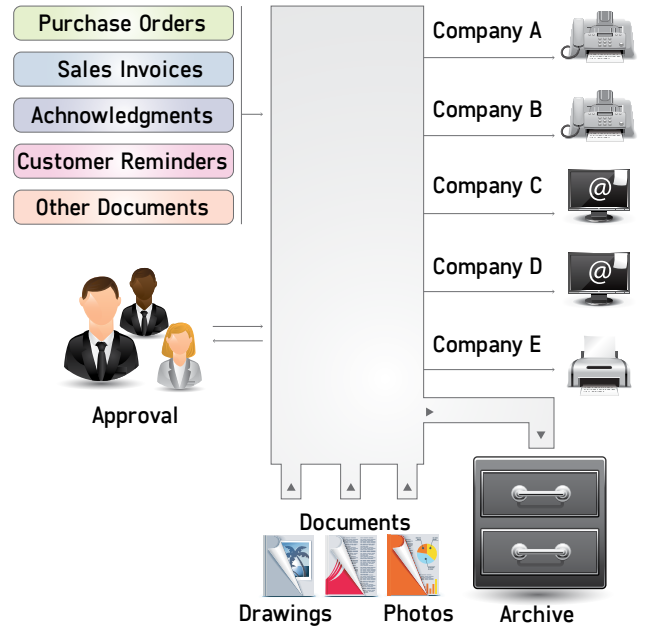 Purchase Orders
Sales Invoices
Achnowledgments
Customer Reminders
Other Documents
Approval
Company A
Company B
Company C
@
Company D
@
Company E
Documents
Drawings
Photos
Archive